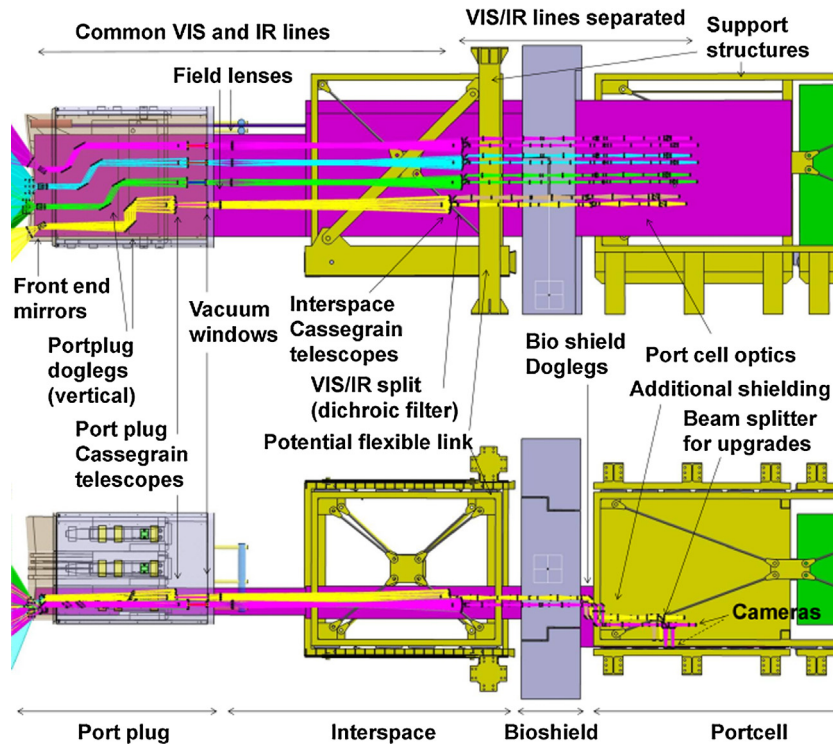 Common VIS and IR lines
VIS/IR lines separated
Support
structures
Field lenses
Front end
mirrors
Portplug
doglegs
(vertical)
Vacuum
windows
Interspace
Cassegrain
telescopes
Bio shield
Doglegs
Port cell optics
VIS/IR split
(dichroic filter)
Additional shielding
Port plug
Cassegrain
telescopes
Potential flexible link
Beam splitter
for upgrades
Cameras
Port plug
Interspace
Bioshield
Portcell